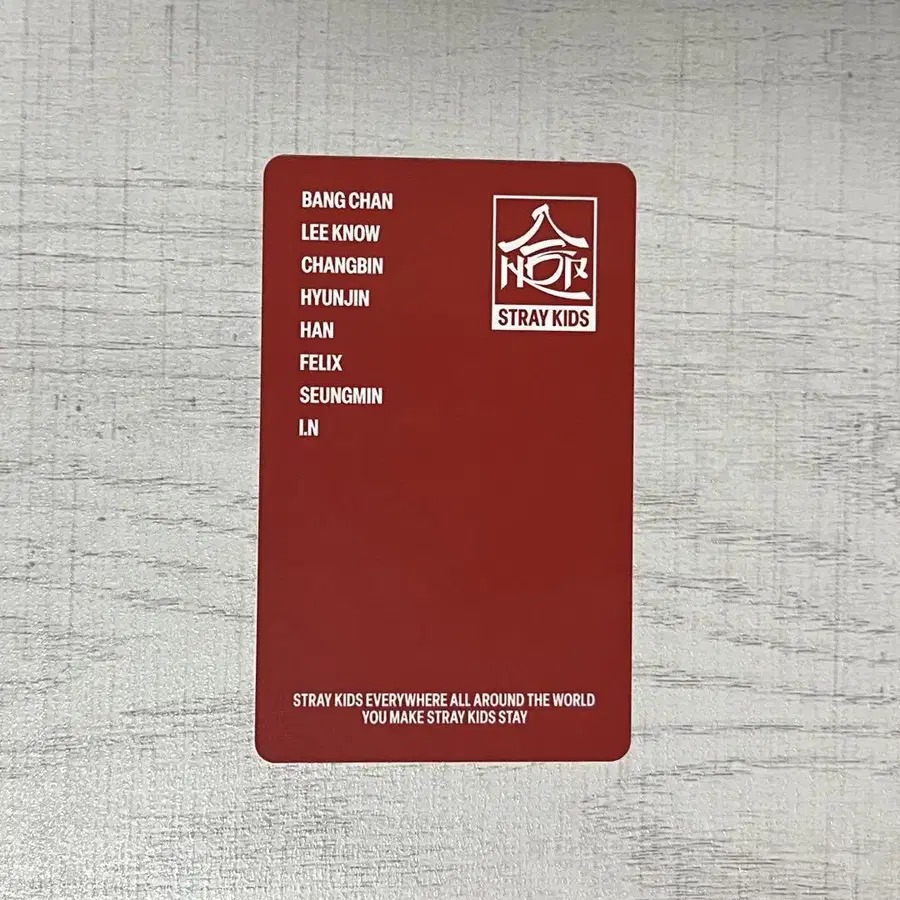 BANG CHAN
LEE KNOW
CHANGBIN
HYUNJIN
HAN
FELIX
SEUNGMIN
I.N
STRAY KIDS
STRAY KIDS EVERYWHERE ALL AROUND THE WORLD
YOU MAKE STRAY KIDS STAY